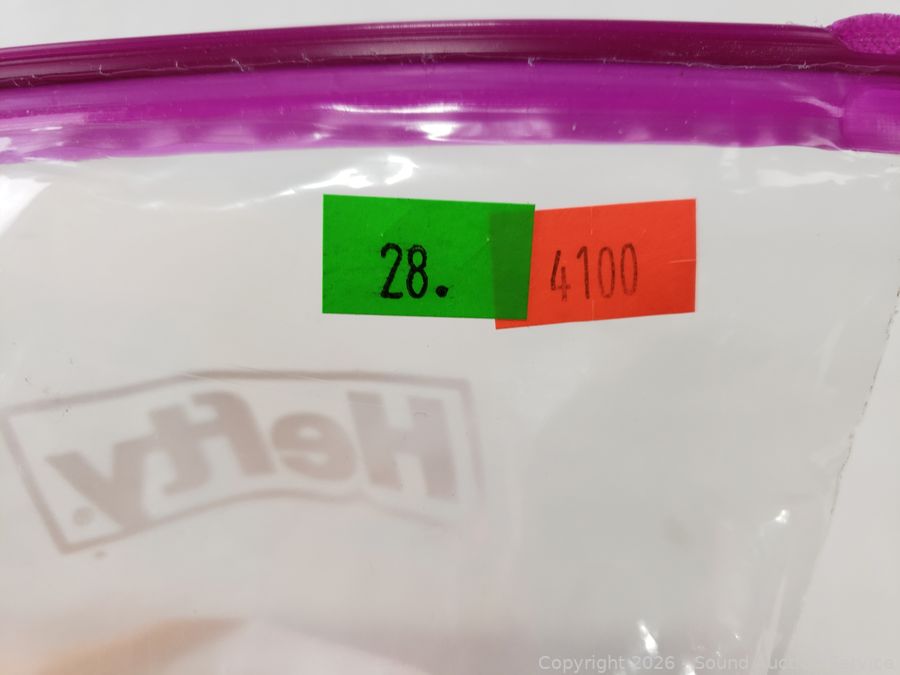 28. 4100
Hefty
Copyright 2026 - Sound Auction Service